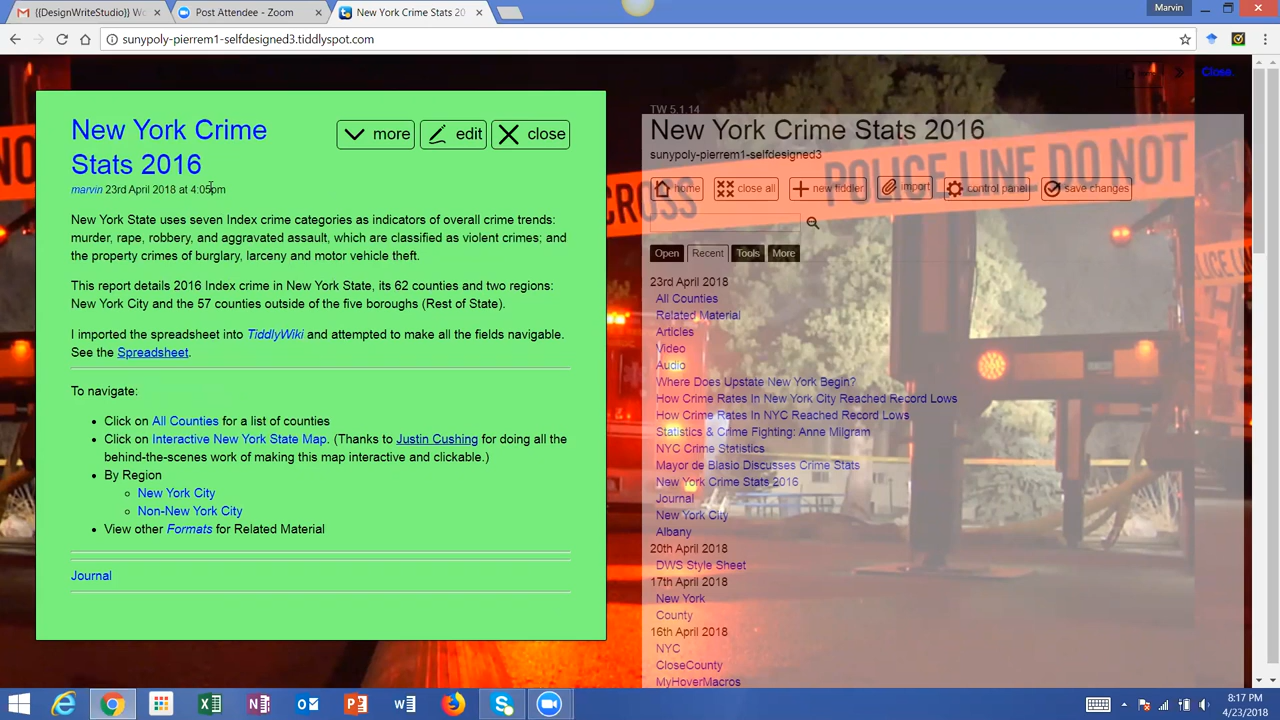 {{DesignWriteStudio}} wo
Post Attendee - Zoom
New York Crime Stats 20
Marvin
sunypoly-pierrem1-selfdesigned3.tiddlyspot.com
Close
New York Crime
Stats 2016
more
edit
close
marvin 23rd April 2018 at 4:05pm
New York State uses seven Index crime categories as indicators of overall crime trends:
murder, rape, robbery, and aggravated assault, which are classified as violent crimes; and
the property crimes of burglary, larceny and motor vehicle theft.
This report details 2016 Index crime in New York State, its 62 counties and two regions:
New York City and the 57 counties outside of the five boroughs (Rest of State).
I imported the spreadsheet into TiddlyWiki and attempted to make all the fields navigable.
See the Spreadsheet.
To navigate:
Click on All Counties for a list of counties
Click on Interactive New York State Map. (Thanks to Justin Cushing for doing all the
behind-the-scenes work of making this map interactive and clickable.)
By Region
New York City
Non-New York City
View other Formats for Related Material
Journal
TW 5.1.14
New York Crime Stats 2016
sunypoly-pierrem1-selfdesigned3
POLICE LINE DO NOT
CROSS
home
close all
new tiddler
import
control panel
save changes
Open
Recent
Tools
More
23rd April 2018
All Counties
Related Material
Articles
Video
Audio
Where Does Upstate New York Begin?
How Crime Rates In New York City Reached Record Lows
How Crime Rates In NYC Reached Record Lows
Statistics & Crime Fighting: Anne Milgram
NYC Crime Statistics
Mayor de Blasio Discusses Crime Stats
New York Crime Stats 2016
Journal
New York City
Albany
20th April 2018
DWS Style Sheet
17th April 2018
New York
County
16th April 2018
NYC
CloseCounty
MyHoverMacros
8:17 PM
4/23/2018